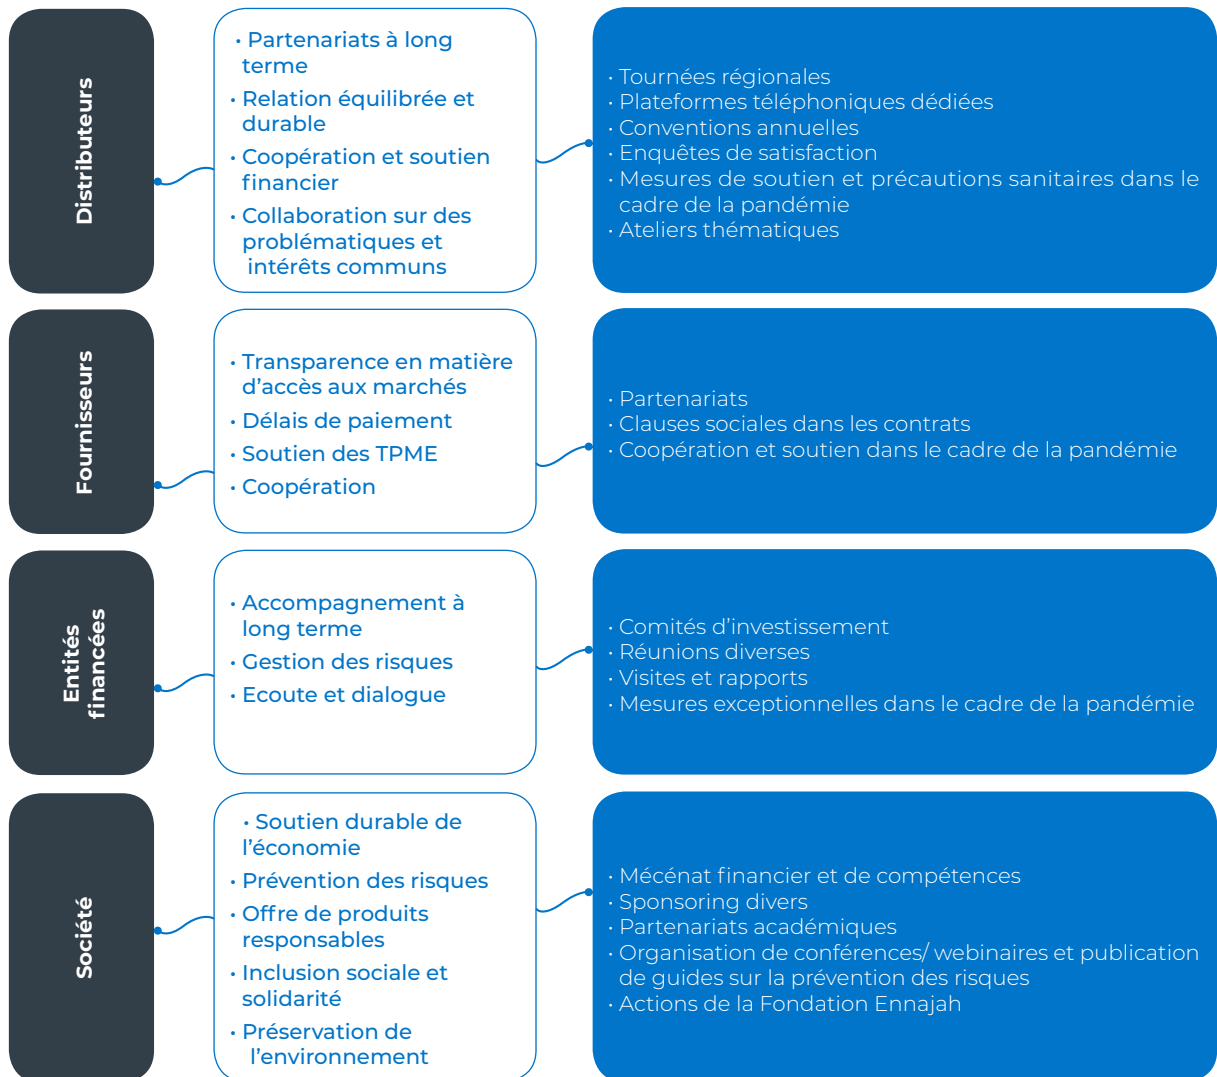 Distributeurs
· Partenariats à long
terme
· Relation équilibrée et
durable
· Coopération et soutien
financier
· Collaboration sur des
problématiques et
intérêts communs
· Tournées régionales
· Plateformes téléphoniques dédiées
· Conventions annuelles
· Enquêtes de satisfaction
· Mesures de soutien et précautions sanitaires dans le
cadre de la pandémie
· Ateliers thématiques
Fournisseurs
· Transparence en matière
d’accès aux marchés
· Délais de paiement
· Soutien des TPME
· Coopération
· Partenariats
· Clauses sociales dans les contrats
· Coopération et soutien dans le cadre de la pandémie
Entités
financées
· Accompagnement à
long terme
· Gestion des risques
· Ecoute et dialogue
· Comités d’investissement
· Réunions diverses
· Visites et rapports
· Mesures exceptionnelles dans le cadre de la pandémie
Société
· Soutien durable de
l’économie
· Prévention des risques
· Offre de produits
responsables
· Inclusion sociale et
solidarité
· Préservation de
l’environnement
· Mécénat financier et de compétences
· Sponsoring divers
· Partenariats académiques
· Organisation de conférences/ webinaires et publication
de guides sur la prévention des risques
· Actions de la Fondation Ennajah